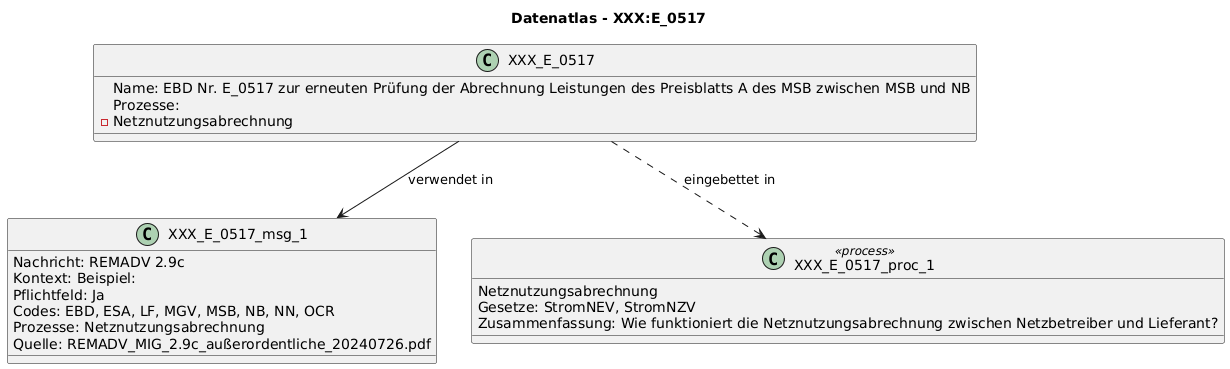 Datenatlas - XXX:E_0517
C XXX_E_0517
Name: EBD Nr. E_0517 zur erneuten Prüfung der Abrechnung Leistungen des Preisblatts A des MSB zwischen MSB und NB
Prozesse:
Netznutzungsabrechnung
verwendet in
eingebettet in
C XXX_E_0517_msg_1
Nachricht: REMADV 2.9c
Kontext: Beispiel:
Pflichtfeld: Ja
Codes: EBD, ESA, LF, MGV, MSB, NB, NN, OCR
Prozesse: Netznutzungsabrechnung
Quelle: REMADV_MIG_2.9c_außerordentliche_20240726.pdf
«process»
C XXX_E_0517_proc_1
Netznutzungsabrechnung
Gesetze: StromNEV, StromNZV
Zusammenfassung: Wie funktioniert die Netznutzungsabrechnung zwischen Netzbetreiber und Lieferant?